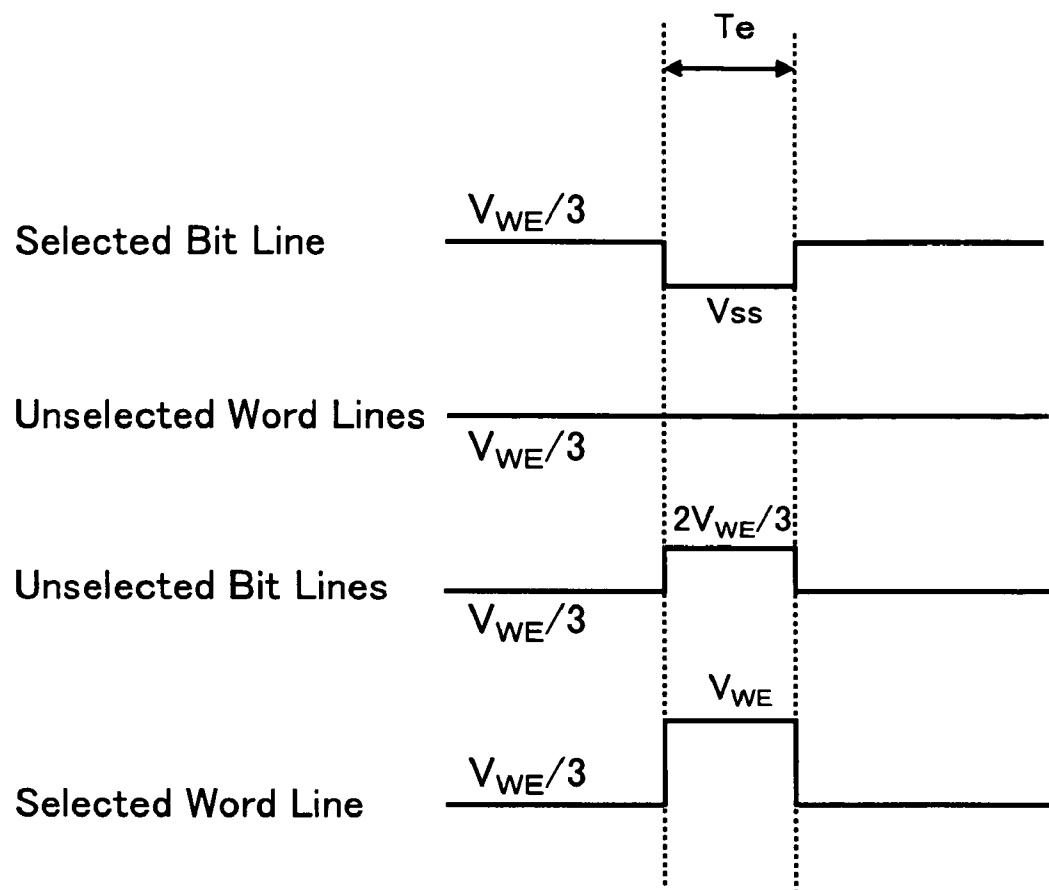 Te
V_WE/3
Selected Bit Line
Vss
Unselected Word Lines
V_WE/3
2V_WE/3
Unselected Bit Lines
V_WE/3
V_WE
V_WE/3
Selected Word Line